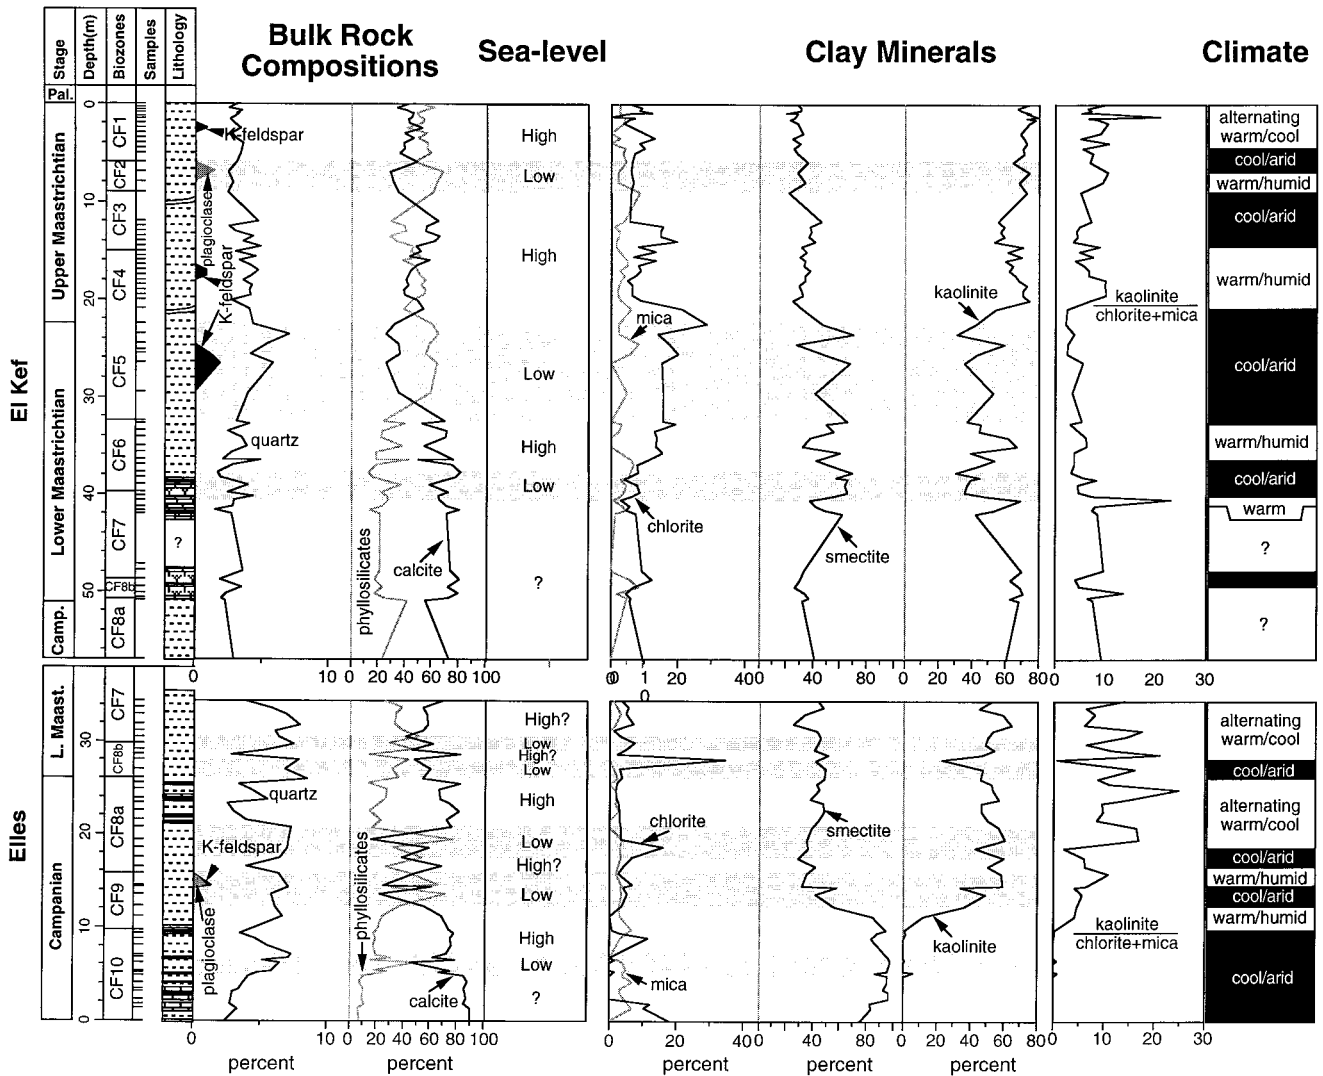 Bulk Rock
Compositions
Sea-level
Clay Minerals
Climate
Stage
Depth(m)
Biozones
Samples
Lithology
Pal.
El Kef
Upper Maastrichtian
Lower Maastrichtian
Camp.
0
10
20
30
40
50
CF1
CF2
CF3
CF4
CF5
CF6
CF7
CF8b
CF8a
?
K-feldspar
plagioclase
K-feldspar
quartz
phyllosilicates
calcite
High
Low
High
Low
High
Low
?
mica
chlorite
smectite
kaolinite
kaolinite
chlorite+mica
alternating
warm/cool
cool/arid
warm/humid
cool/arid
warm/humid
cool/arid
warm/humid
cool/arid
warm
?
?
0 10 0 20 40 60 80 100
0 20 40 0 40 80 0 20 40 60 80 0 10 20 30
1
0
Elles
L. Maast.
Campanian
30
20
10
0
CF7
CF8b
CF8a
CF9
CF10
quartz
K-feldspar
plagioclase
phyllosilicates
calcite
High?
Low
High?
Low
High
Low
High?
Low
High
Low
?
chlorite
mica
smectite
kaolinite
kaolinite
chlorite+mica
alternating
warm/cool
cool/arid
alternating
warm/cool
cool/arid
warm/humid
cool/arid
warm/humid
cool/arid
0 10 0 20 40 60 80 100
0 20 40 0 40 80 0 20 40 60 80 0 10 20 30
percent percent percent percent percent